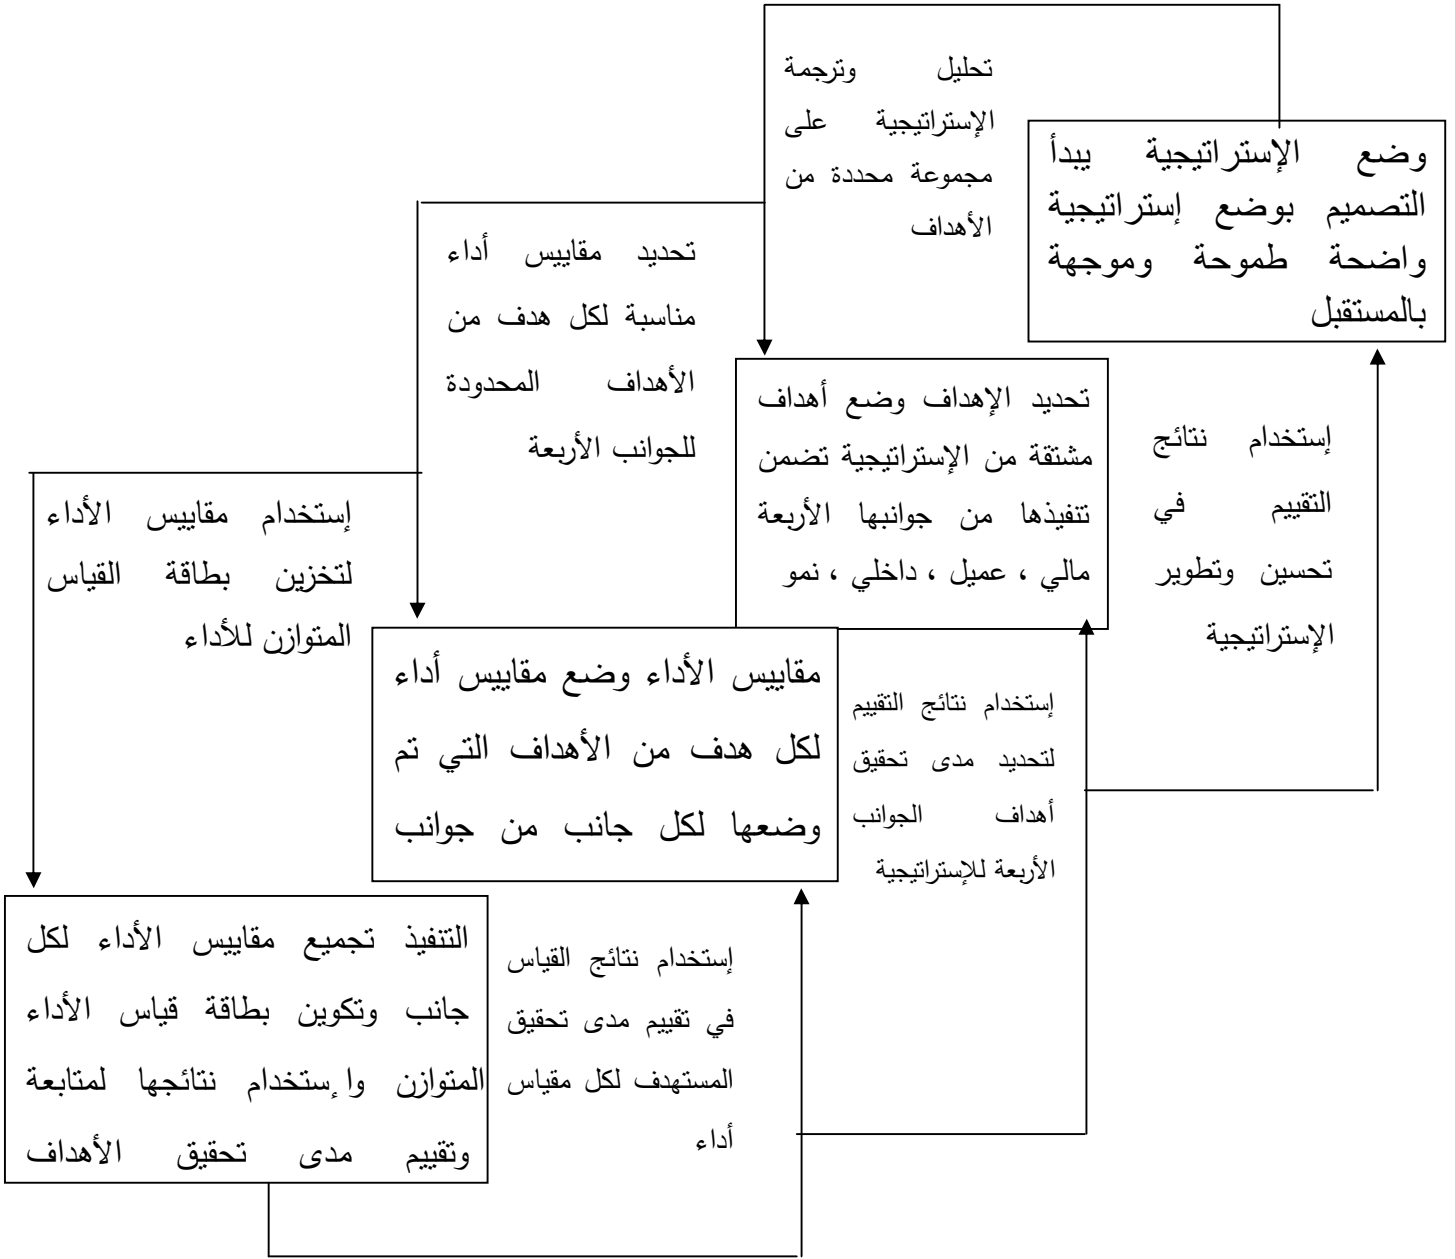 تحليل وترجمة
الإستراتيجية على
مجموعة محددة من
الأهداف
وضع الإستراتيجية يبدأ
التصميم بوضع إستراتيجية
واضحة طموحة وموجهة
بالمستقبل
تحديد مقاييس أداء
مناسبة لكل هدف من
الأهداف المحدودة
للجوانب الأربعة
تحديد الإهداف وضع أهداف
مشتقة من الإستراتيجية تضمن
تتفيذها من جوانبها الأربعة
مالي ، عميل ، داخلي ، نمو
إستخدام نتائج
التقييم في
تحسين وتطوير
الإستراتيجية
إستخدام مقاييس الأداء
لتخزين بطاقة القياس
المتوازن للأداء
مقاييس الأداء وضع مقاييس أداء
لكل هدف من الأهداف التي تم
وضعها لكل جانب من جوانب
إستخدام نتائج التقييم
لتحديد مدى تحقيق
أهداف الجوانب
الأربعة للإستراتيجية
التتفيذ تجميع مقاييس الأداء لكل
جانب وتكوين بطاقة قياس الأداء
المتوازن وإستخدام نتائجها لمتابعة
وتقييم مدى تحقيق الأهداف
إستخدام نتائج القياس
في تقييم مدى تحقيق
المستهدف لكل مقياس
أداء